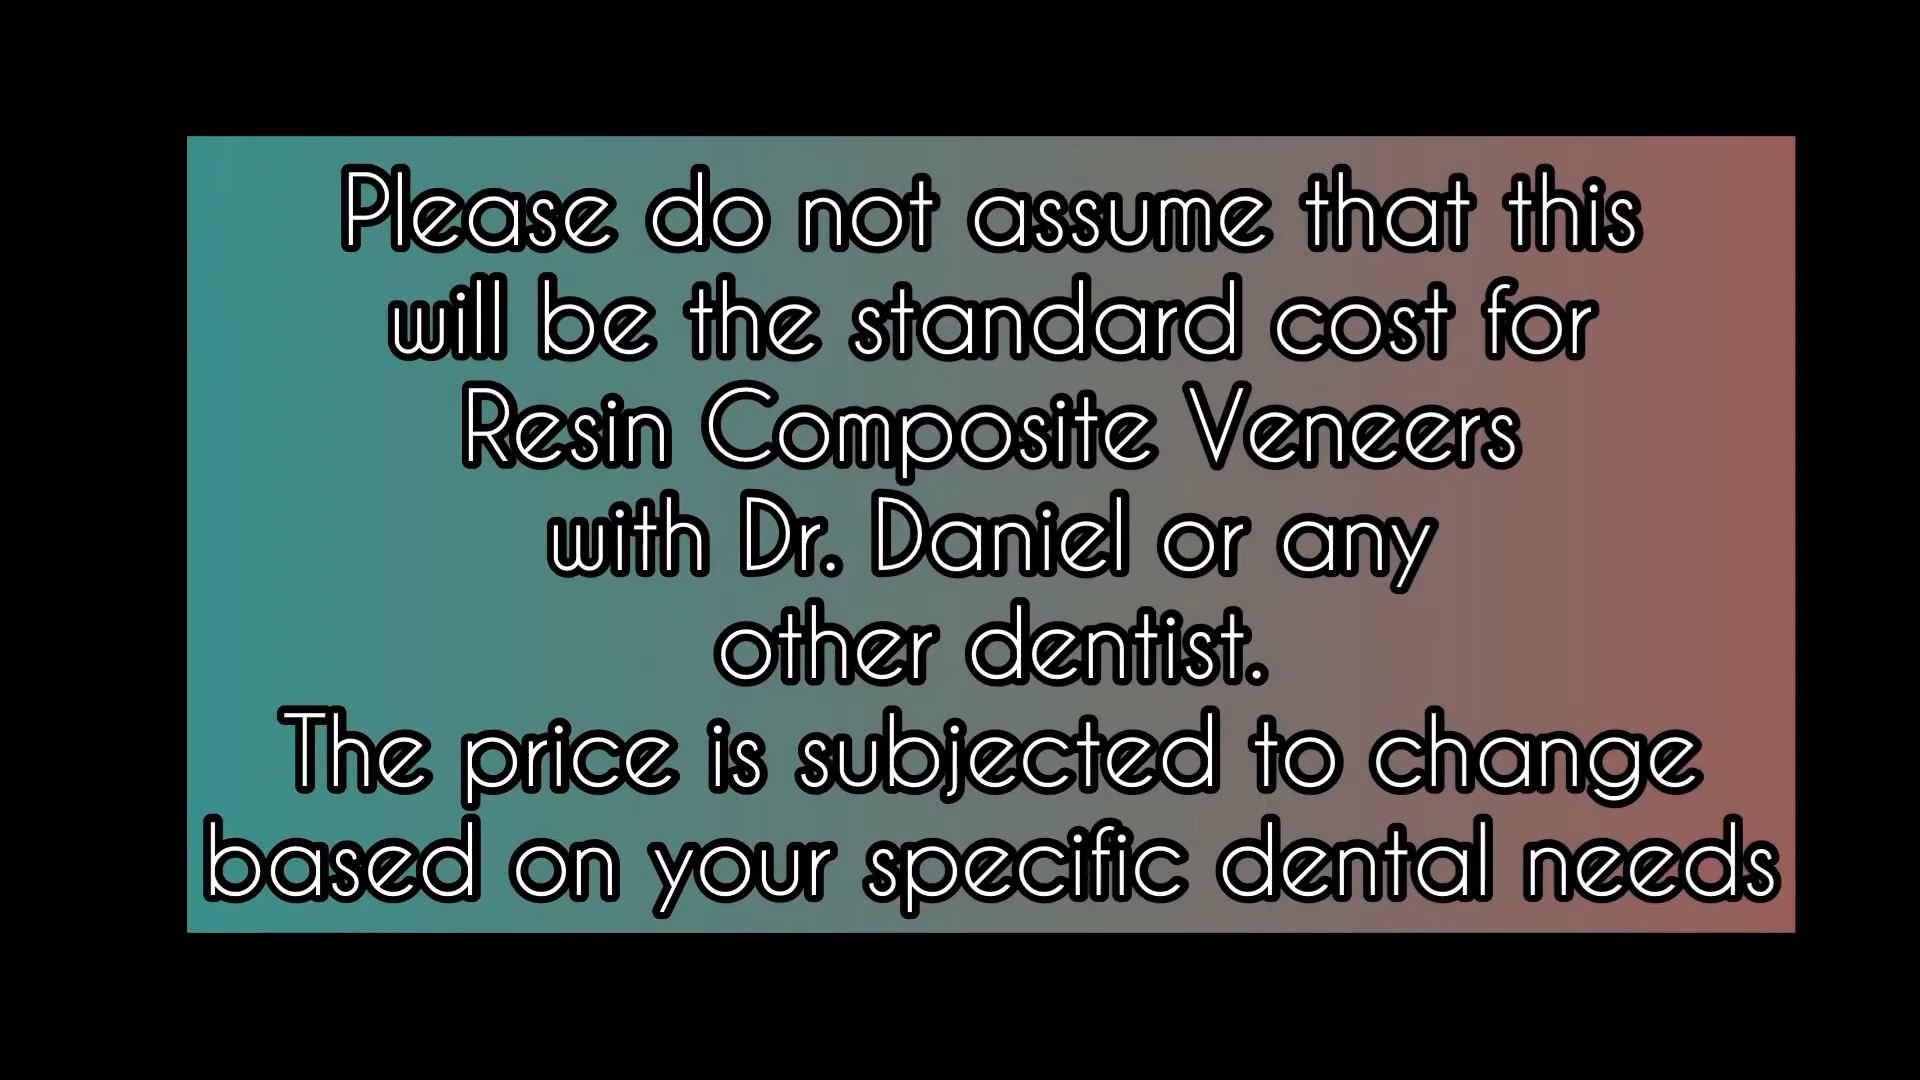 Please do not assume that this
will be the standard cost for
Resin Composite Veneers
with Dr. Daniel or any
other dentist.
The price is subjected to change
based on your specific dental needs